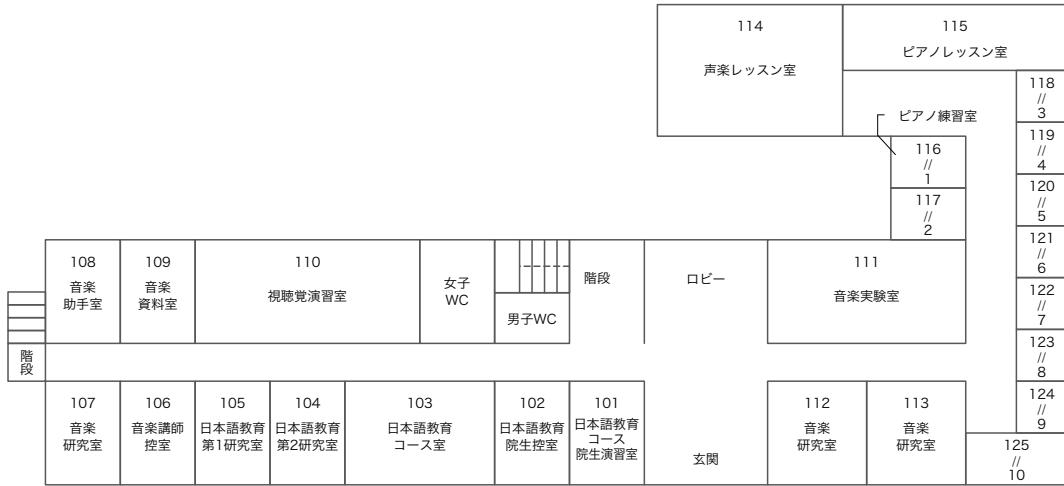 114
声楽レッスン室
115
ピアノレッスン室
ピアノ練習室
116
//
1
117
//
2
118
//
3
119
//
4
120
//
5
121
//
6
122
//
7
123
//
8
124
//
9
125
//
10
108
音楽
助手室
109
音楽
資料室
110
視聴覚演習室
女子
WC
男子WC
階段
ロビー
111
音楽実験室
階段
107
音楽
研究室
106
音楽講師
控室
105
日本語教育
第1研究室
104
日本語教育
第2研究室
103
日本語教育
コース室
102
日本語教育
院生控室
101
日本語教育
コース
院生演習室
玄関
112
音楽
研究室
113
音楽
研究室